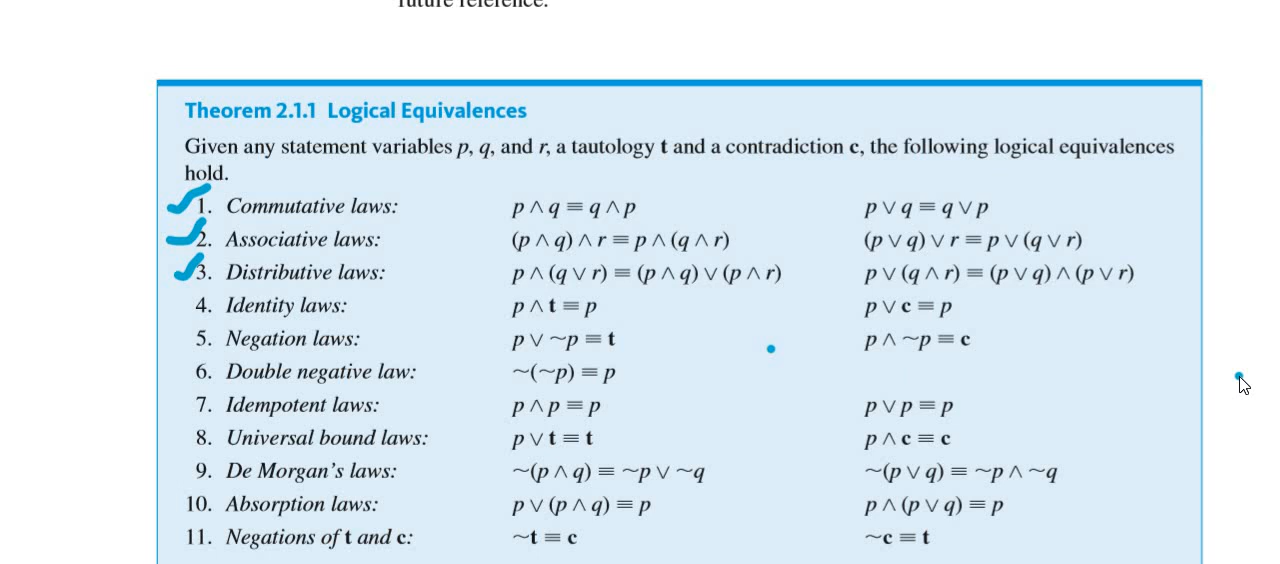 future reference.
Theorem 2.1.1 Logical Equivalences
Given any statement variables p, q, and r, a tautology t and a contradiction c, the following logical equivalences
hold.
1. Commutative laws: p ∧ q ≡ q ∧ p p ∨ q ≡ q ∨ p
2. Associative laws: (p ∧ q) ∧ r ≡ p ∧ (q ∧ r) (p ∨ q) ∨ r ≡ p ∨ (q ∨ r)
3. Distributive laws: p ∧ (q ∨ r) ≡ (p ∧ q) ∨ (p ∧ r) p ∨ (q ∧ r) ≡ (p ∨ q) ∧ (p ∨ r)
4. Identity laws: p ∧ t ≡ p p ∨ c ≡ p
5. Negation laws: p ∨ ~p ≡ t p ∧ ~p ≡ c
6. Double negative law: ~(~p) ≡ p
7. Idempotent laws: p ∧ p ≡ p p ∨ p ≡ p
8. Universal bound laws: p ∨ t ≡ t p ∧ c ≡ c
9. De Morgan's laws: ~(p ∧ q) ≡ ~p ∨ ~q ~(p ∨ q) ≡ ~p ∧ ~q
10. Absorption laws: p ∨ (p ∧ q) ≡ p p ∧ (p ∨ q) ≡ p
11. Negations of t and c: ~t ≡ c ~c ≡ t